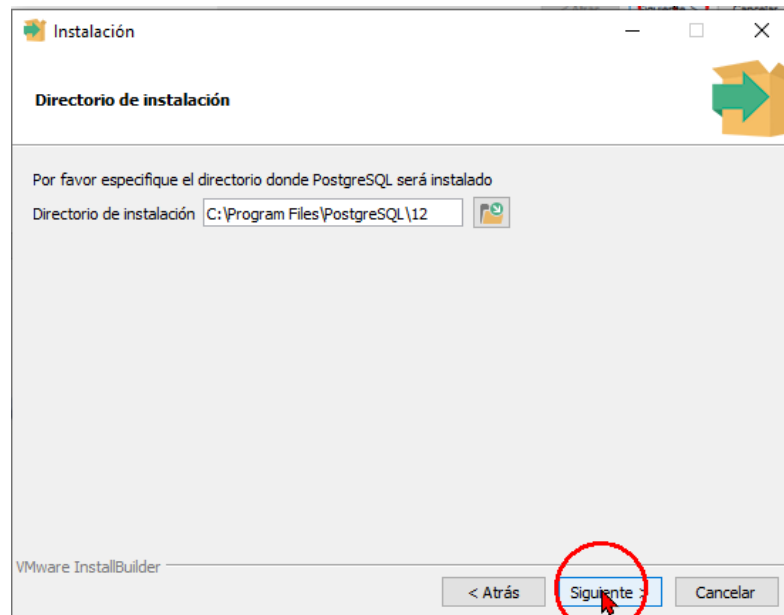 Instalación
Directorio de instalación
Por favor especifique el directorio donde PostgreSQL será instalado
Directorio de instalación C:\Program Files\PostgreSQL\12
VMware InstallBuilder
< Atrás Siguiente > Cancelar